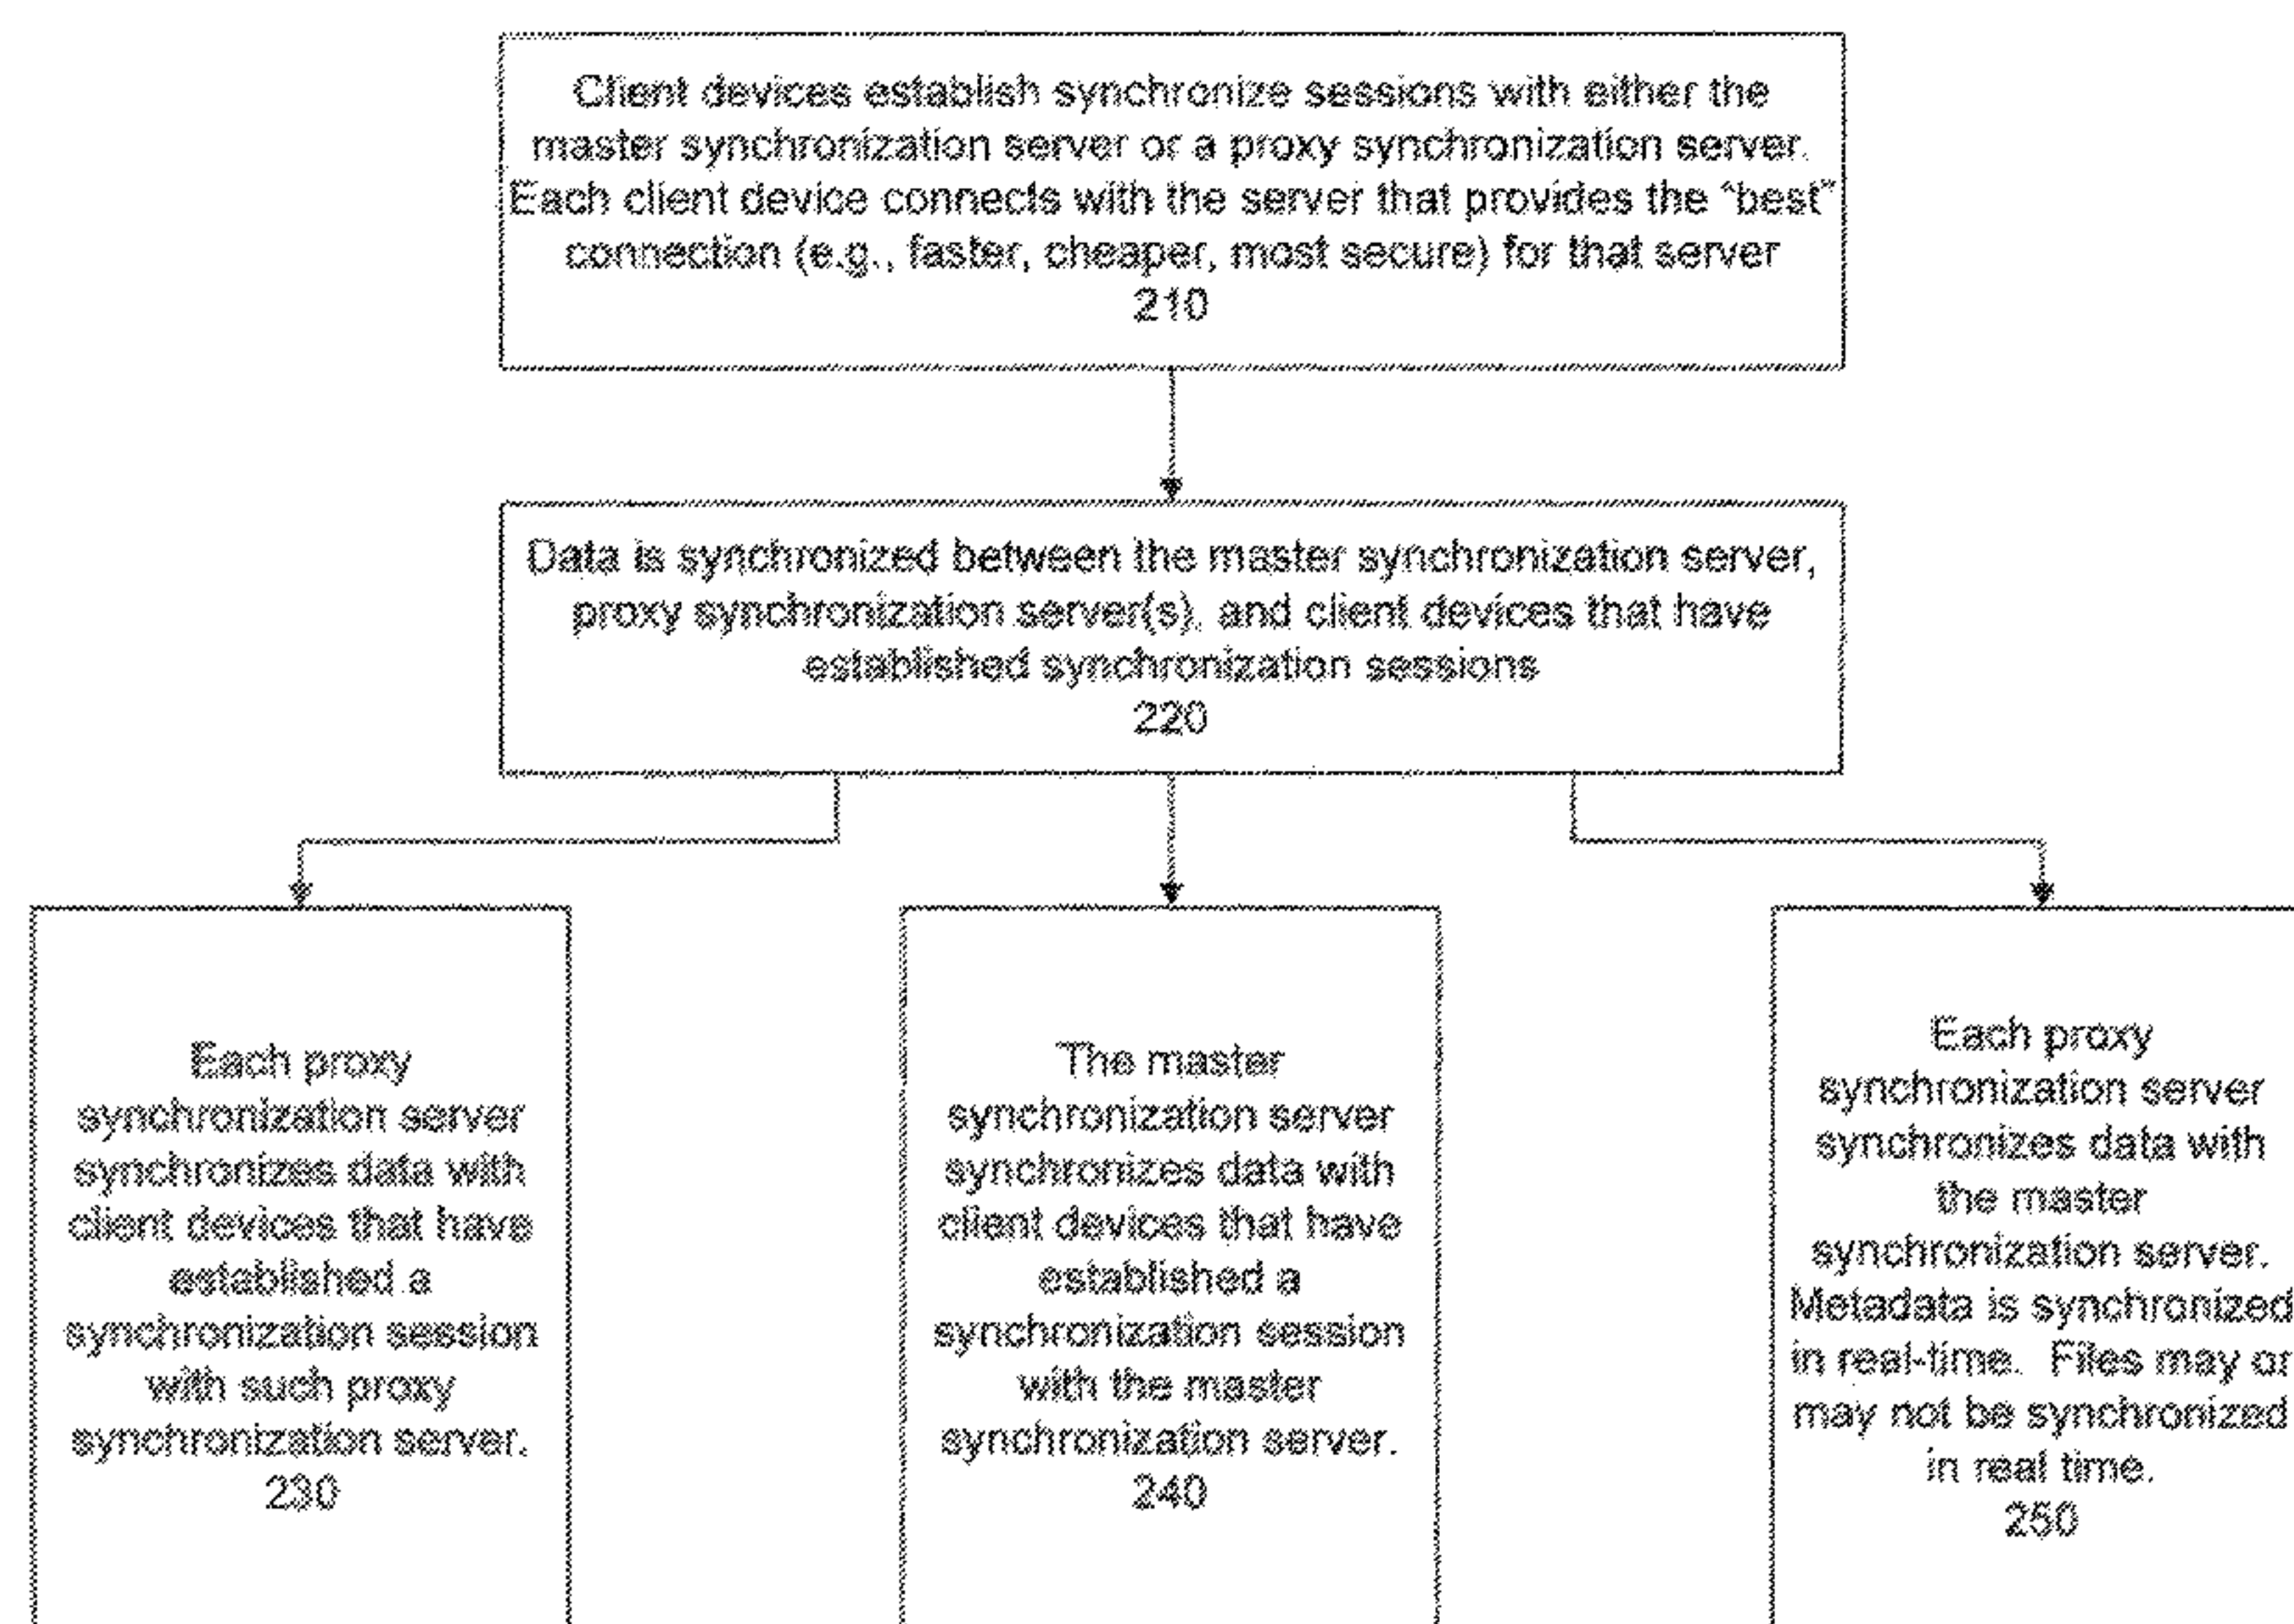 Client devices establish synchronize sessions with either the
master synchronization server or a proxy synchronization server.
Each client device connects with the server that provides the “best”
connection (e.g., faster, cheaper, most secure) for that server
210
Data is synchronized between the master synchronization server,
proxy synchronization server(s), and client devices that have
established synchronization sessions
220
Each proxy
synchronization server
synchronizes data with
client devices that have
established a
synchronization session
with such proxy
synchronization server.
230
The master
synchronization server
synchronizes data with
client devices that have
established a
synchronization session
with the master
synchronization server.
240
Each proxy
synchronization server
synchronizes data with
the master
synchronization server.
Metadata is synchronized
in real-time. Files may or
may not be synchronized
in real time.
250